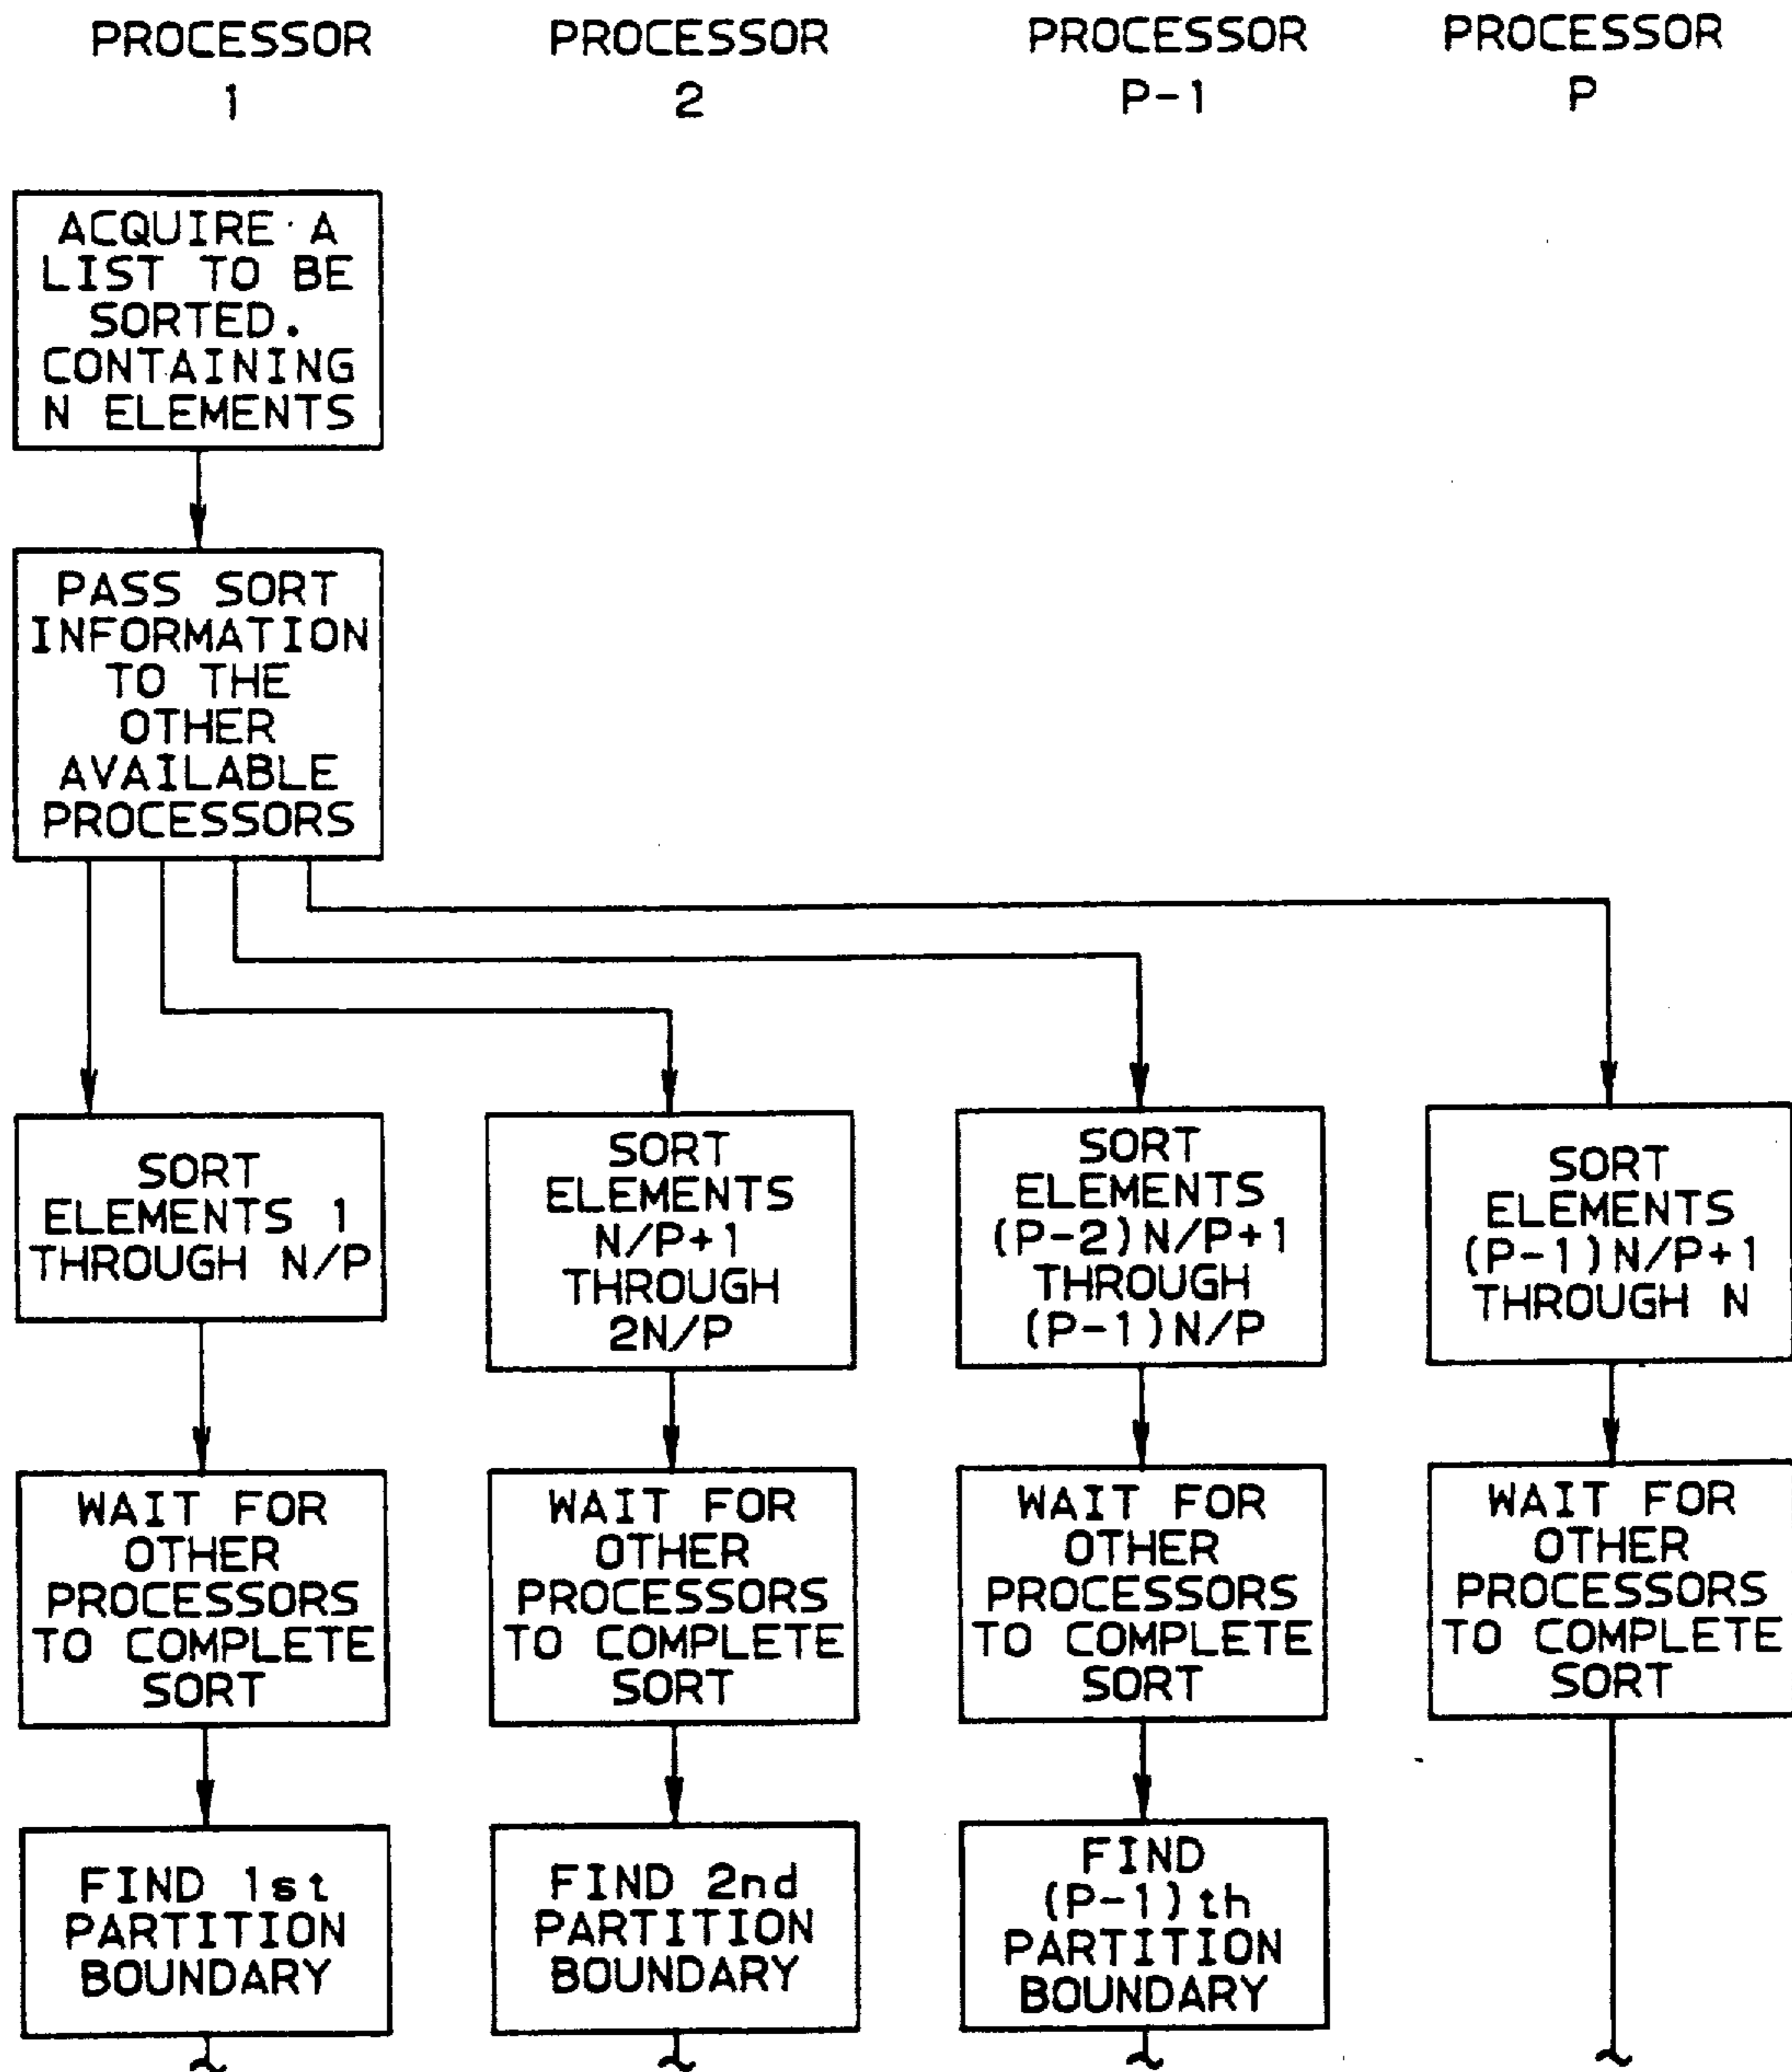 PROCESSOR
1
PROCESSOR
2
PROCESSOR
P-1
PROCESSOR
P
ACQUIRE A
LIST TO BE
SORTED.
CONTAINING
N ELEMENTS
PASS SORT
INFORMATION
TO THE
OTHER
AVAILABLE
PROCESSORS
SORT
ELEMENTS 1
THROUGH N/P
SORT
ELEMENTS
N/P+1
THROUGH
2N/P
SORT
ELEMENTS
(P-2)N/P+1
THROUGH
(P-1)N/P
SORT
ELEMENTS
(P-1)N/P+1
THROUGH N
WAIT FOR
OTHER
PROCESSORS
TO COMPLETE
SORT
WAIT FOR
OTHER
PROCESSORS
TO COMPLETE
SORT
WAIT FOR
OTHER
PROCESSORS
TO COMPLETE
SORT
WAIT FOR
OTHER
PROCESSORS
TO COMPLETE
SORT
FIND 1st
PARTITION
BOUNDARY
FIND 2nd
PARTITION
BOUNDARY
FIND
(P-1)th
PARTITION
BOUNDARY